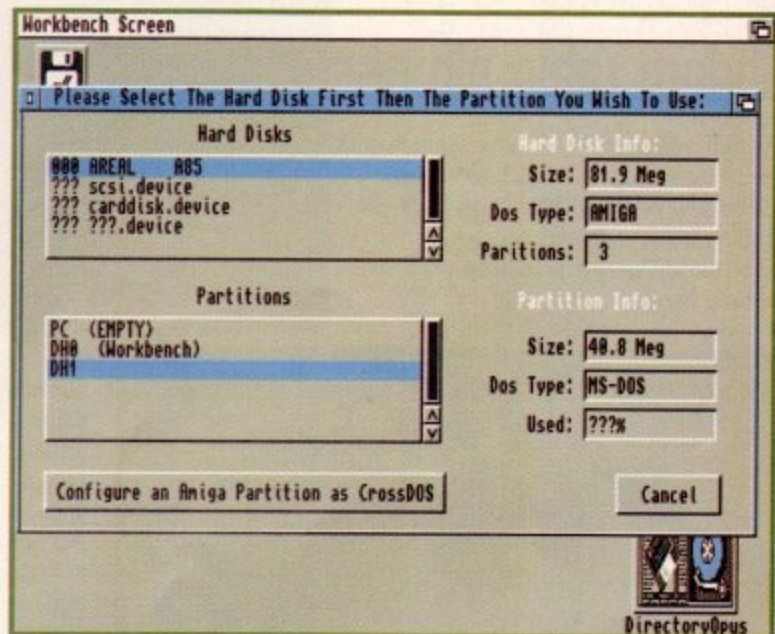 Workbench Screen
Please Select The Hard Disk First Then The Partition You Wish To Use:
Hard Disks
000 AREAL A85
??? scsi.device
??? carddisk.device
??? ???.device
Hard Disk Info:
Size: 81.9 Meg
Dos Type: AMIGA
Paritions: 3
Partitions
PC (EMPTY)
DH0 (Workbench)
DH1
Partition Info:
Size: 40.8 Meg
Dos Type: MS-DOS
Used: ???%
Configure an Amiga Partition as CrossDOS
Cancel
DirectoryOpus